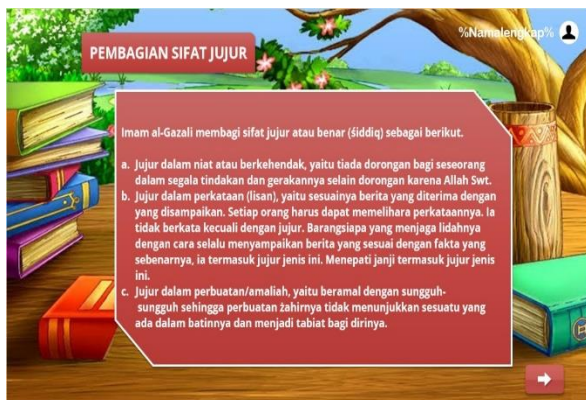 %Namalengkap%
PEMBAGIAN SIFAT JUJUR
Imam al-Gazali membagi sifat jujur atau benar (śiddiq) sebagai berikut.
a. Jujur dalam niat atau berkehendak, yaitu tiada dorongan bagi seseorang
dalam segala tindakan dan gerakannya selain dorongan karena Allah Swt.
b. Jujur dalam perkataan (lisan), yaitu sesuainya berita yang diterima dengan
yang disampaikan. Setiap orang harus dapat memelihara perkataannya. Ia
tidak berkata kecuali dengan jujur. Barangsiapa yang menjaga lidahnya
dengan cara selalu menyampaikan berita yang sesuai dengan fakta yang
sebenarnya, ia termasuk jujur jenis ini. Menepati janji termasuk jujur jenis
ini.
c. Jujur dalam perbuatan/amaliah, yaitu beramal dengan sungguh-
sungguh sehingga perbuatan żahirnya tidak menunjukkan sesuatu yang
ada dalam batinnya dan menjadi tabiat bagi dirinya.